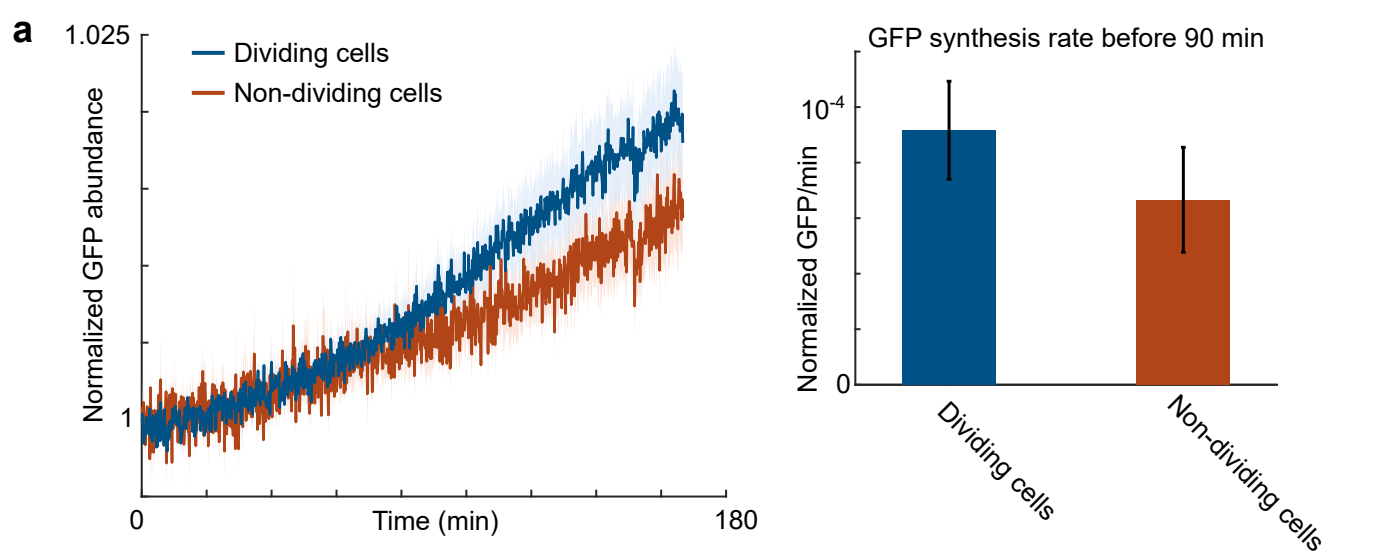 a
1.025
Dividing cells
Non-dividing cells
Normalized GFP abundance
1
0
Time (min)
180
GFP synthesis rate before 90 min
10-4
Normalized GFP/min
0
Dividing cells
Non-dividing cells